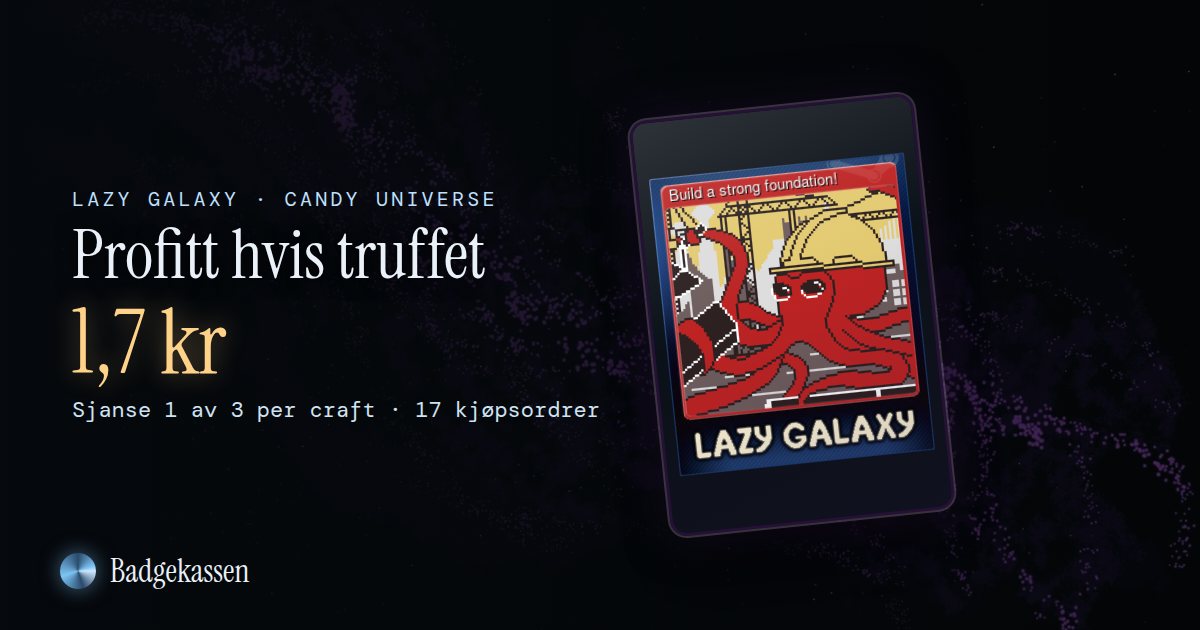 LAZY GALAXY · CANDY UNIVERSE
Profitt hvis truffet
1,7 kr
Sjanse 1 av 3 per craft · 17 kjøpsordrer
Build a strong foundation!
LAZY GALAXY
Badgekassen